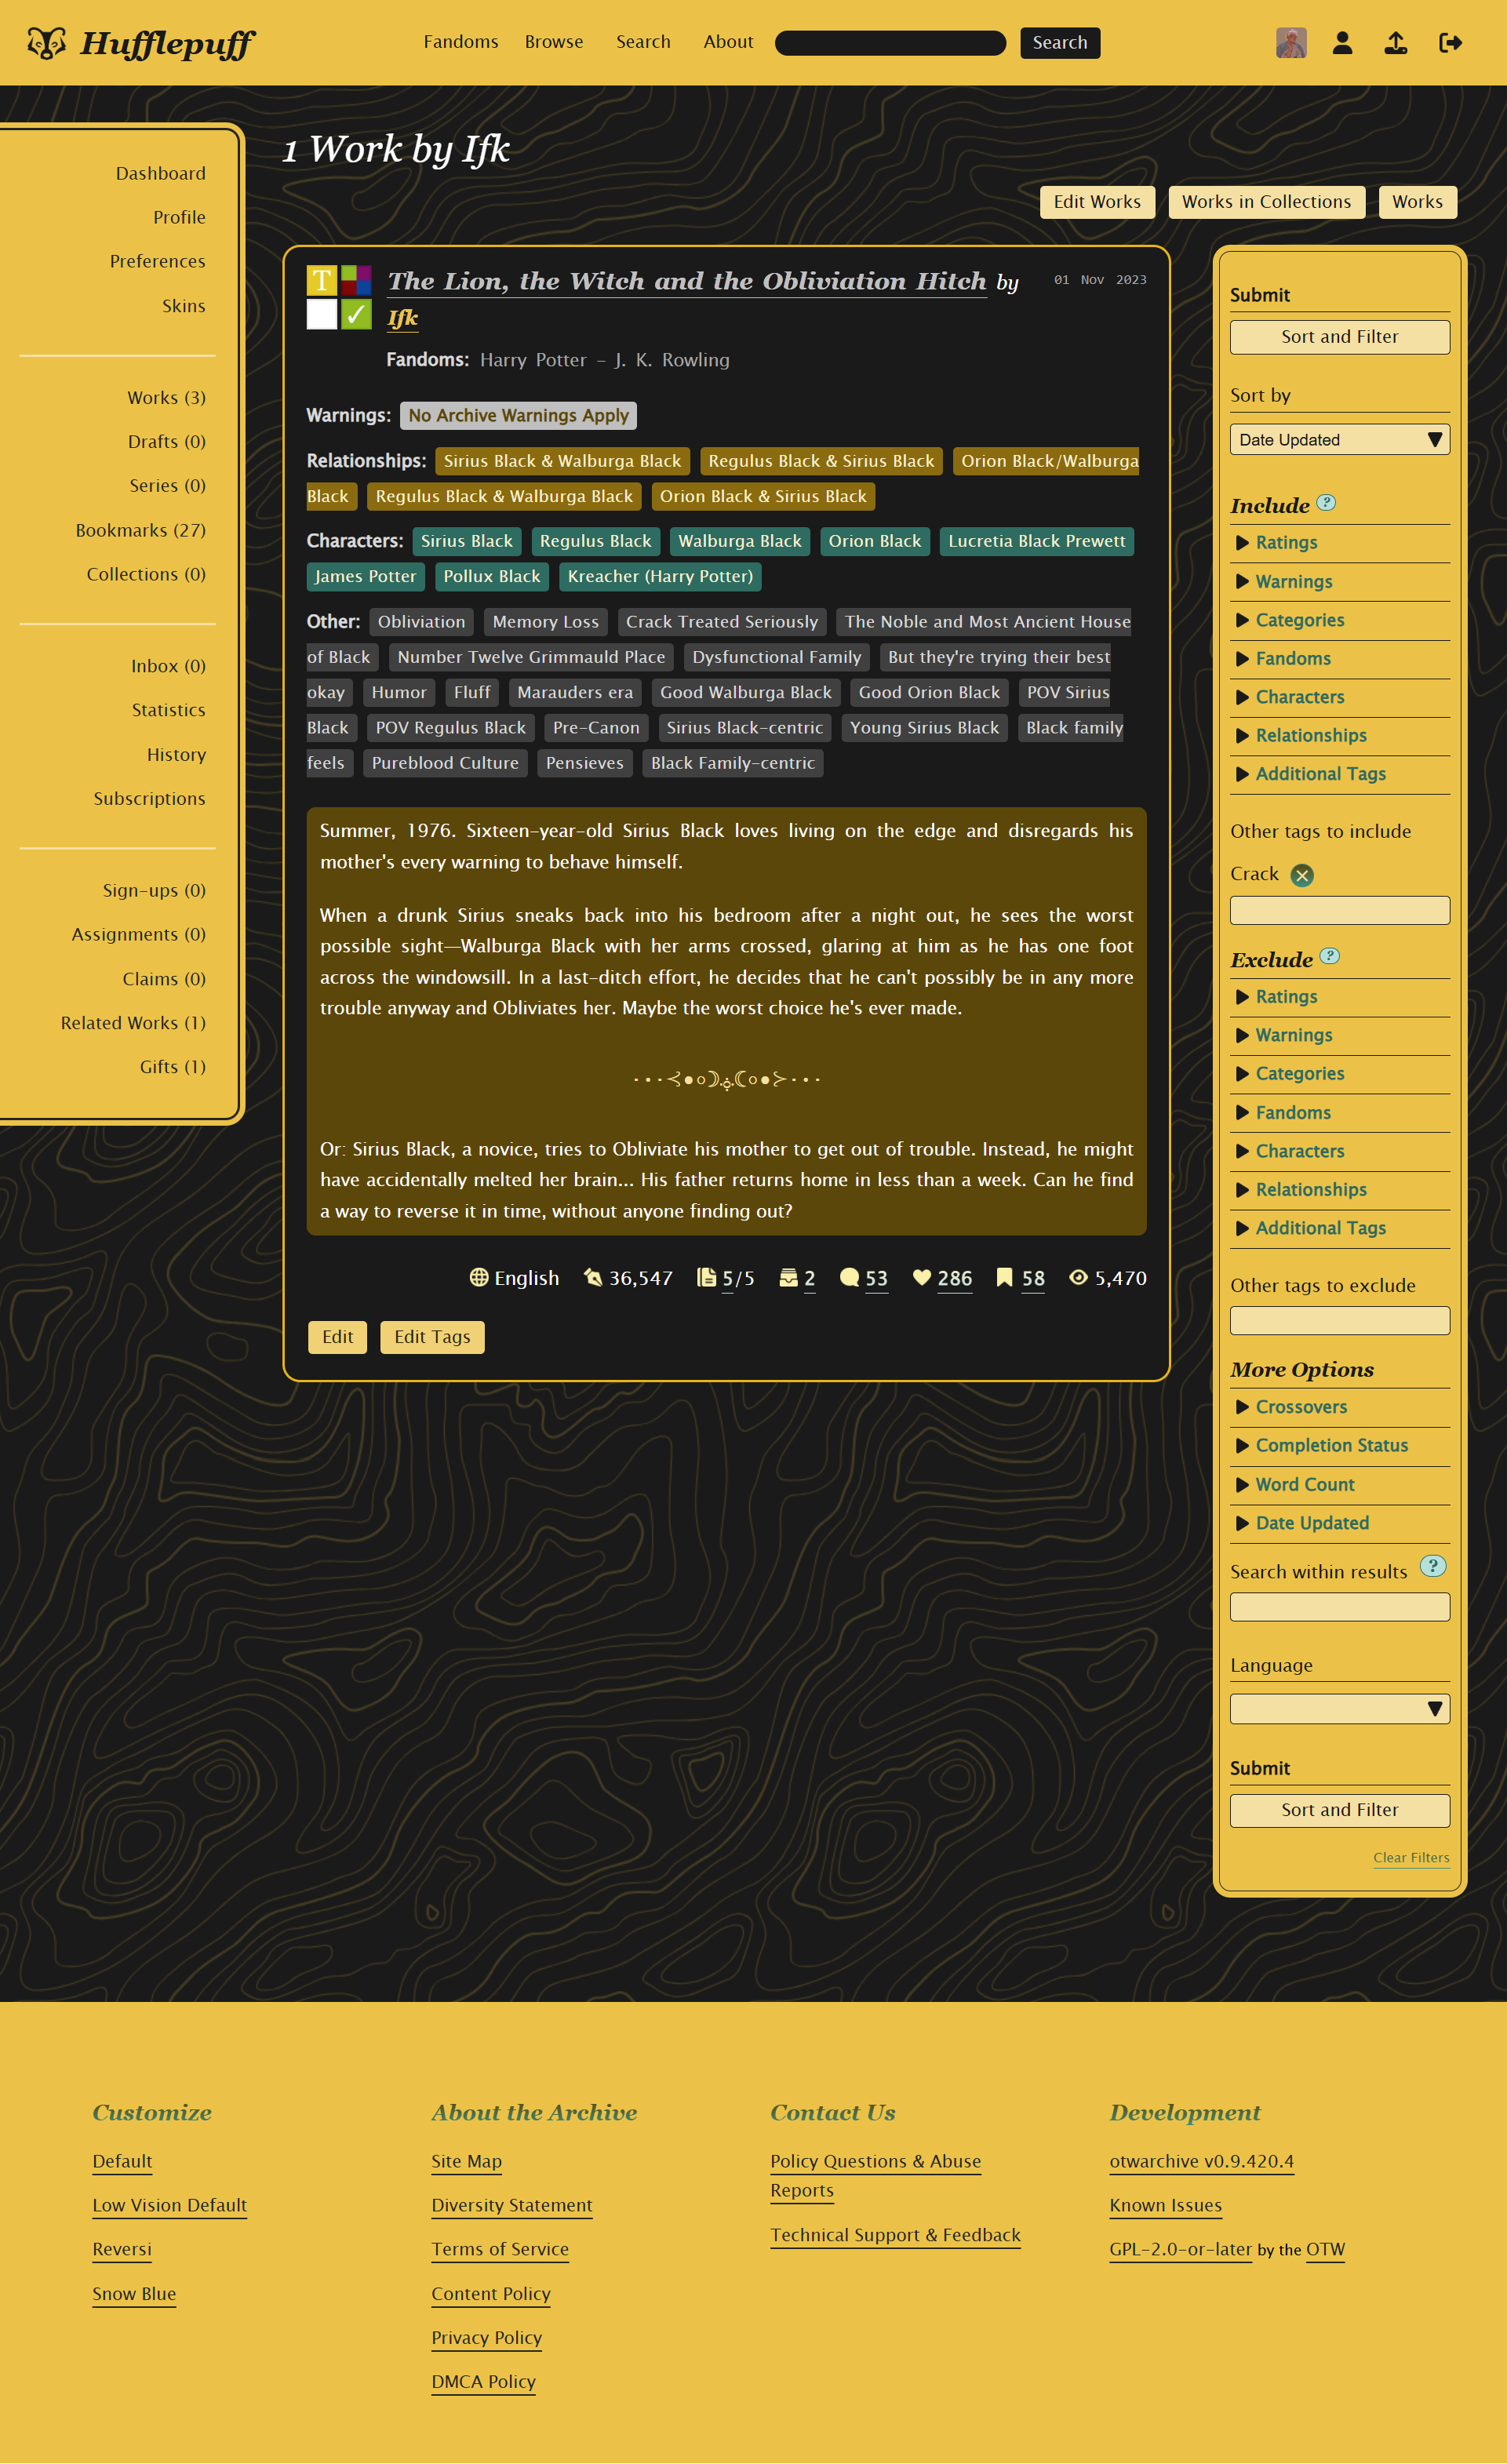 Hufflepuff
Fandoms Browse Search About Search
Dashboard
Profile
Preferences
Skins
Works (3)
Drafts (0)
Series (0)
Bookmarks (27)
Collections (0)
Inbox (0)
Statistics
History
Subscriptions
Sign-ups (0)
Assignments (0)
Claims (0)
Related Works (1)
Gifts (1)
1 Work by Ifk
Edit Works Works in Collections Works
T
The Lion, the Witch and the Obliviation Hitch by
Ifk
01 Nov 2023
Fandoms: Harry Potter - J. K. Rowling
Warnings: No Archive Warnings Apply
Relationships: Sirius Black & Walburga Black Regulus Black & Sirius Black Orion Black/Walburga
Black Regulus Black & Walburga Black Orion Black & Sirius Black
Characters: Sirius Black Regulus Black Walburga Black Orion Black Lucretia Black Prewett
James Potter Pollux Black Kreacher (Harry Potter)
Other: Obliviation Memory Loss Crack Treated Seriously The Noble and Most Ancient House
of Black Number Twelve Grimmauld Place Dysfunctional Family But they're trying their best
okay Humor Fluff Marauders era Good Walburga Black Good Orion Black POV Sirius
Black POV Regulus Black Pre-Canon Sirius Black-centric Young Sirius Black Black family
feels Pureblood Culture Pensieves Black Family-centric
Summer, 1976. Sixteen-year-old Sirius Black loves living on the edge and disregards his
mother's every warning to behave himself.
When a drunk Sirius sneaks back into his bedroom after a night out, he sees the worst
possible sight—Walburga Black with her arms crossed, glaring at him as he has one foot
across the windowsill. In a last-ditch effort, he decides that he can't possibly be in any more
trouble anyway and Obliviates her. Maybe the worst choice he's ever made.
Or: Sirius Black, a novice, tries to Obliviate his mother to get out of trouble. Instead, he might
have accidentally melted her brain... His father returns home in less than a week. Can he find
a way to reverse it in time, without anyone finding out?
English 36,547 5/5 2 53 286 58 5,470
Edit Edit Tags
Submit
Sort and Filter
Sort by
Date Updated
Include ?
Ratings
Warnings
Categories
Fandoms
Characters
Relationships
Additional Tags
Other tags to include
Crack
Exclude ?
Ratings
Warnings
Categories
Fandoms
Characters
Relationships
Additional Tags
Other tags to exclude
More Options
Crossovers
Completion Status
Word Count
Date Updated
Search within results ?
Language
Submit
Sort and Filter
Clear Filters
Customize
Default
Low Vision Default
Reversi
Snow Blue
About the Archive
Site Map
Diversity Statement
Terms of Service
Content Policy
Privacy Policy
DMCA Policy
Contact Us
Policy Questions & Abuse
Reports
Technical Support & Feedback
Development
otwarchive v0.9.420.4
Known Issues
GPL-2.0-or-later by the OTW